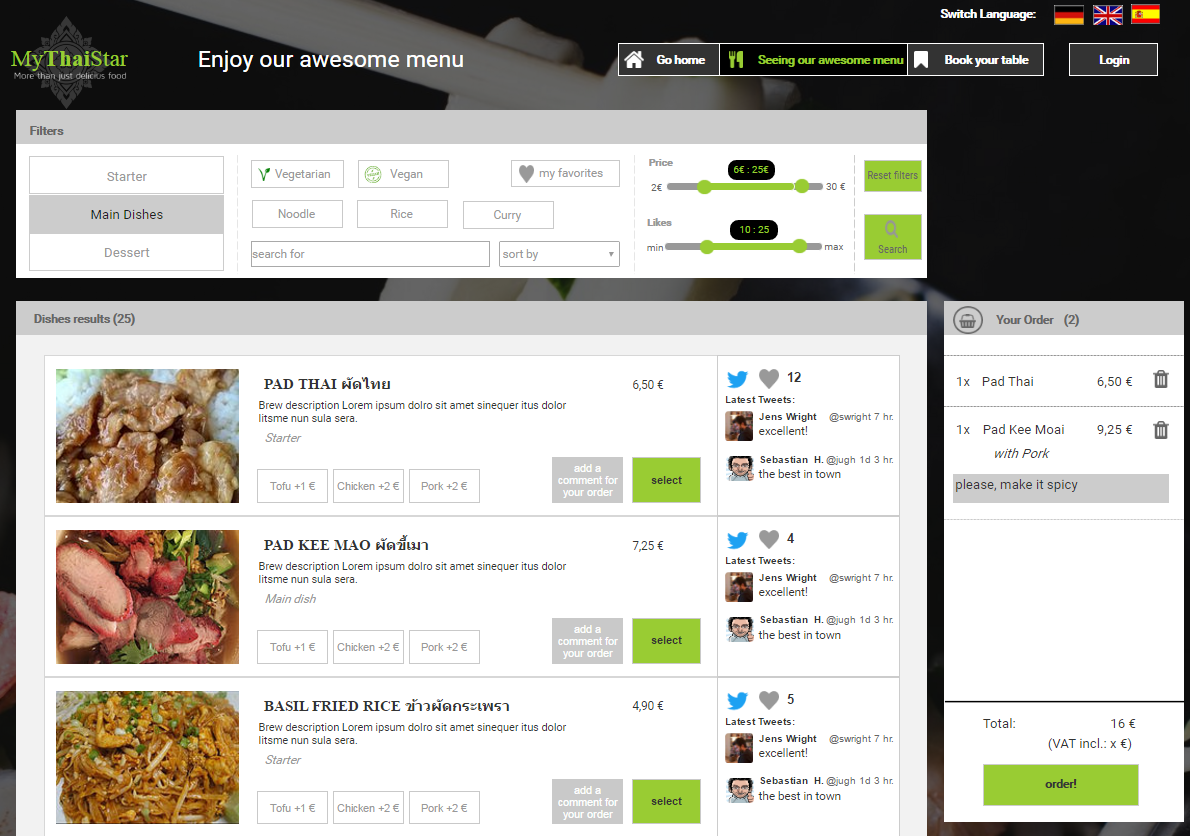 Switch Language:
MyThaiStar
More than just delicius food
Enjoy our awesome menu
Go home
Seeing our awesome menu
Book your table
Login
Filters
Starter
Main Dishes
Dessert
Vegetarian
Vegan
my favorites
Noodle
Rice
Curry
search for
sort by
Price
6€ : 25€
2€
30 €
Likes
10 : 25
min
max
Reset filters
Search
Dishes results (25)
PAD THAI ผัดไทย
6,50 €
Brew description Lorem ipsum dolro sit amet sinequer itus dolor
litsme nun sula sera.
Starter
Tofu +1 €
Chicken +2 €
Pork +2 €
add a
comment for
your order
select
12
Latest Tweets:
Jens Wright @swright 7 hr.
excellent!
Sebastian H. @jugh 1d 3 hr.
the best in town
PAD KEE MAO ผัดขี้เมา
7,25 €
Brew description Lorem ipsum dolro sit amet sinequer itus dolor
litsme nun sula sera.
Main dish
Tofu +1 €
Chicken +2 €
Pork +2 €
add a
comment for
your order
select
4
Latest Tweets:
Jens Wright @swright 7 hr.
excellent!
Sebastian H. @jugh 1d 3 hr.
the best in town
BASIL FRIED RICE ข้าวผัดกระเพรา
4,90 €
Brew description Lorem ipsum dolro sit amet sinequer itus dolor
litsme nun sula sera.
Starter
Tofu +1 €
Chicken +2 €
Pork +2 €
add a
comment for
your order
select
5
Latest Tweets:
Jens Wright @swright 7 hr.
excellent!
Sebastian H. @jugh 1d 3 hr.
the best in town
Your Order (2)
1x Pad Thai 6,50 €
1x Pad Kee Moai 9,25 €
with Pork
please, make it spicy
Total: 16 €
(VAT incl.: x €)
order!